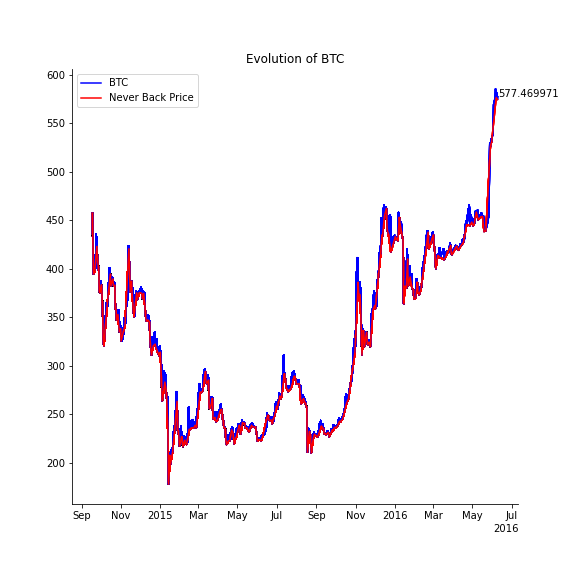 Evolution of BTC
BTC
Never Back Price
600
550
500
450
400
350
300
250
200
577.469971
Sep Nov 2015 Mar May Jul Sep Nov 2016 Mar May Jul
2016